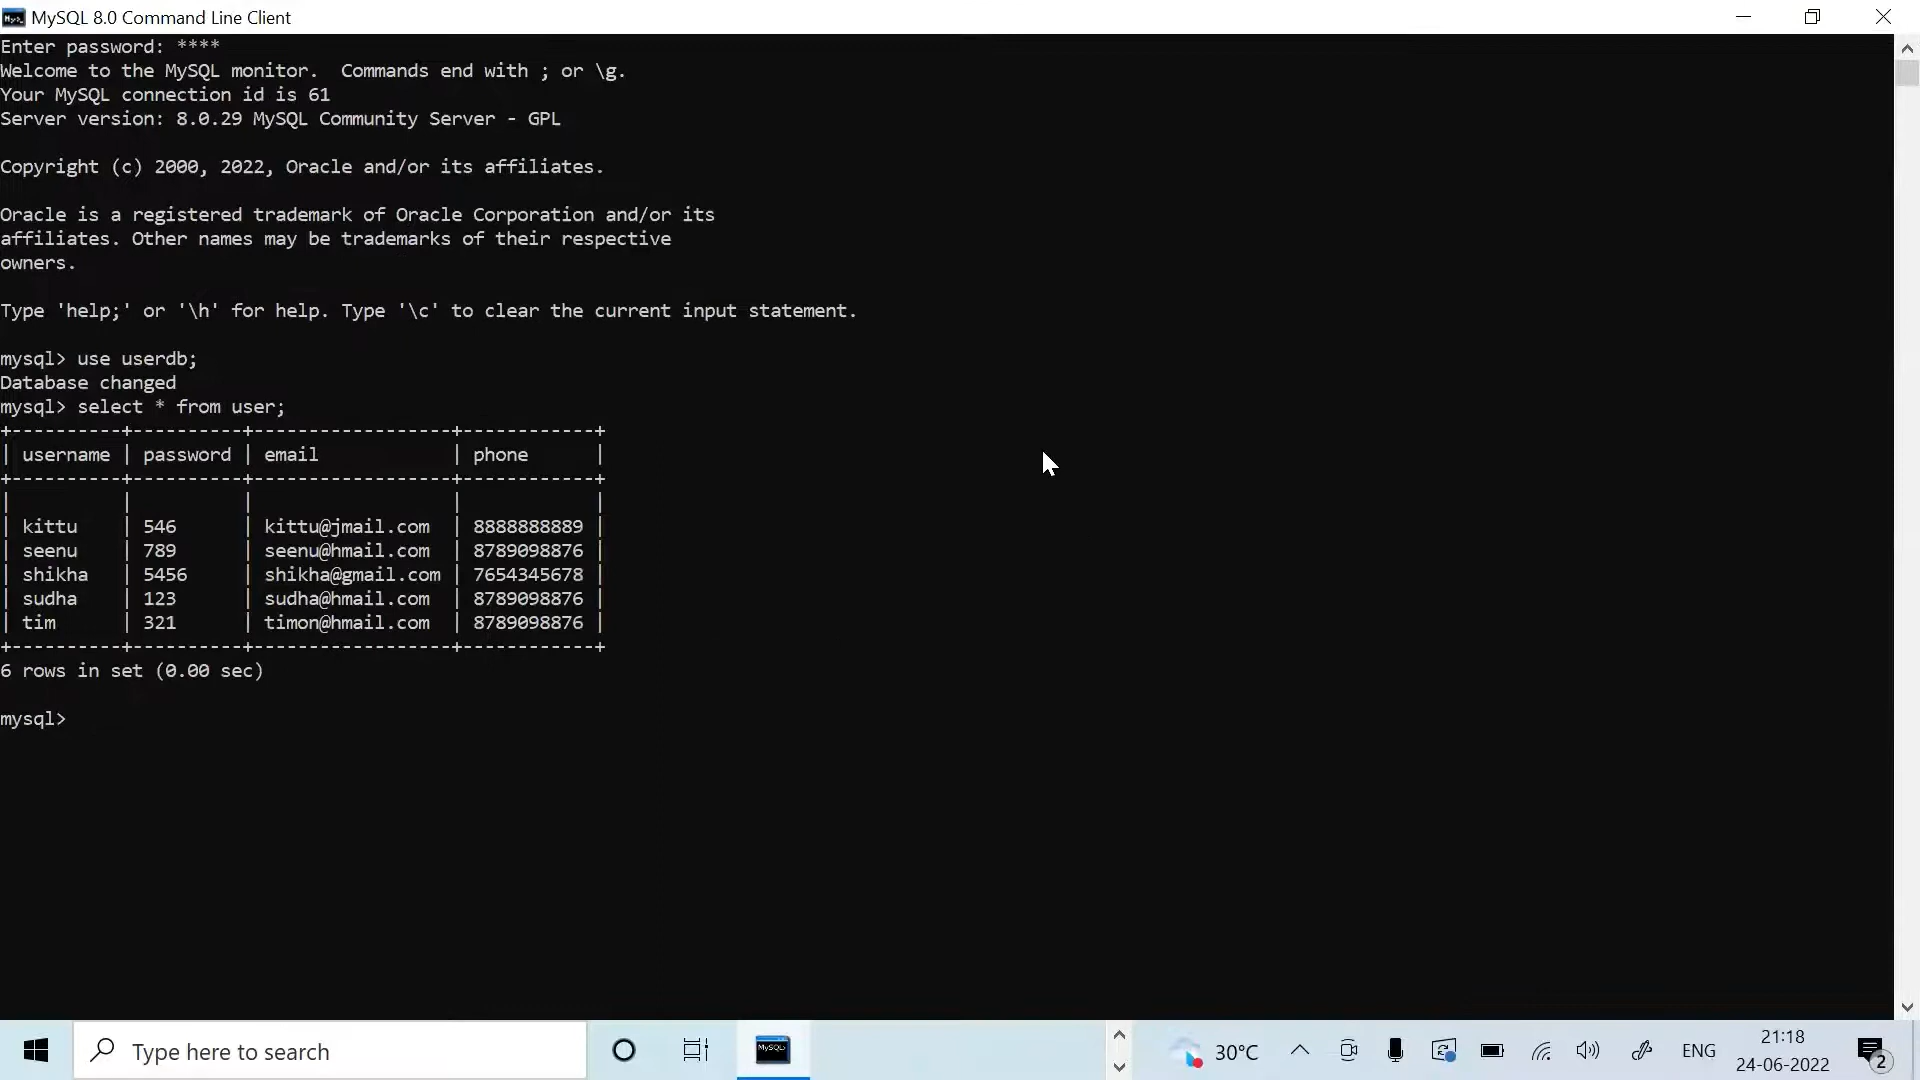 MySQL 8.0 Command Line Client
Enter password: ****
Welcome to the MySQL monitor.  Commands end with ; or \g.
Your MySQL connection id is 61
Server version: 8.0.29 MySQL Community Server - GPL
Copyright (c) 2000, 2022, Oracle and/or its affiliates.
Oracle is a registered trademark of Oracle Corporation and/or its
affiliates. Other names may be trademarks of their respective
owners.
Type 'help;' or '\h' for help. Type '\c' to clear the current input statement.
mysql> use userdb;
Database changed
mysql> select * from user;
+----------+----------+------------------+------------+
| username | password | email            | phone      |
+----------+----------+------------------+------------+
|          |          |                  |            |
| kittu    | 546      | kittu@jmail.com  | 8888888889 |
| seenu    | 789      | seenu@hmail.com  | 8789098876 |
| shikha   | 5456     | shikha@gmail.com | 7654345678 |
| sudha    | 123      | sudha@hmail.com  | 8789098876 |
| tim      | 321      | timon@hmail.com  | 8789098876 |
+----------+----------+------------------+------------+
6 rows in set (0.00 sec)
mysql>
Type here to search
MySQL
30°C
ENG
21:18
24-06-2022
2